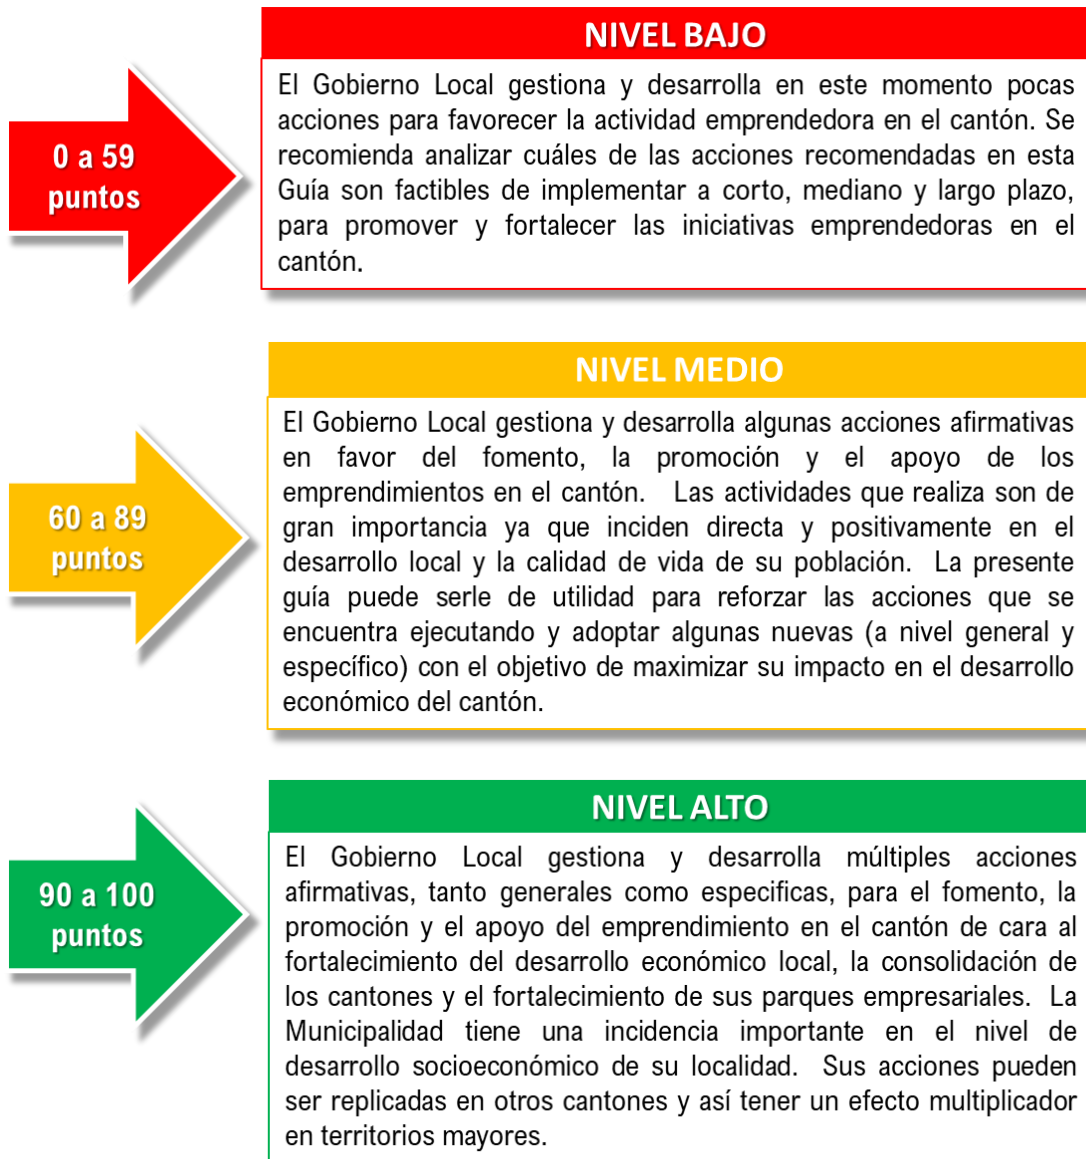 NIVEL BAJO
0 a 59
puntos
El Gobierno Local gestiona y desarrolla en este momento pocas
acciones para favorecer la actividad emprendedora en el cantón. Se
recomienda analizar cuáles de las acciones recomendadas en esta
Guía son factibles de implementar a corto, mediano y largo plazo,
para promover y fortalecer las iniciativas emprendedoras en el
cantón.
NIVEL MEDIO
60 a 89
puntos
El Gobierno Local gestiona y desarrolla algunas acciones afirmativas
en favor del fomento, la promoción y el apoyo de los
emprendimientos en el cantón. Las actividades que realiza son de
gran importancia ya que inciden directa y positivamente en el
desarrollo local y la calidad de vida de su población. La presente
guía puede serle de utilidad para reforzar las acciones que se
encuentra ejecutando y adoptar algunas nuevas (a nivel general y
específico) con el objetivo de maximizar su impacto en el desarrollo
económico del cantón.
NIVEL ALTO
90 a 100
puntos
El Gobierno Local gestiona y desarrolla múltiples acciones
afirmativas, tanto generales como especificas, para el fomento, la
promoción y el apoyo del emprendimiento en el cantón de cara al
fortalecimiento del desarrollo económico local, la consolidación de
los cantones y el fortalecimiento de sus parques empresariales. La
Municipalidad tiene una incidencia importante en el nivel de
desarrollo socioeconómico de su localidad. Sus acciones pueden
ser replicadas en otros cantones y así tener un efecto multiplicador
en territorios mayores.